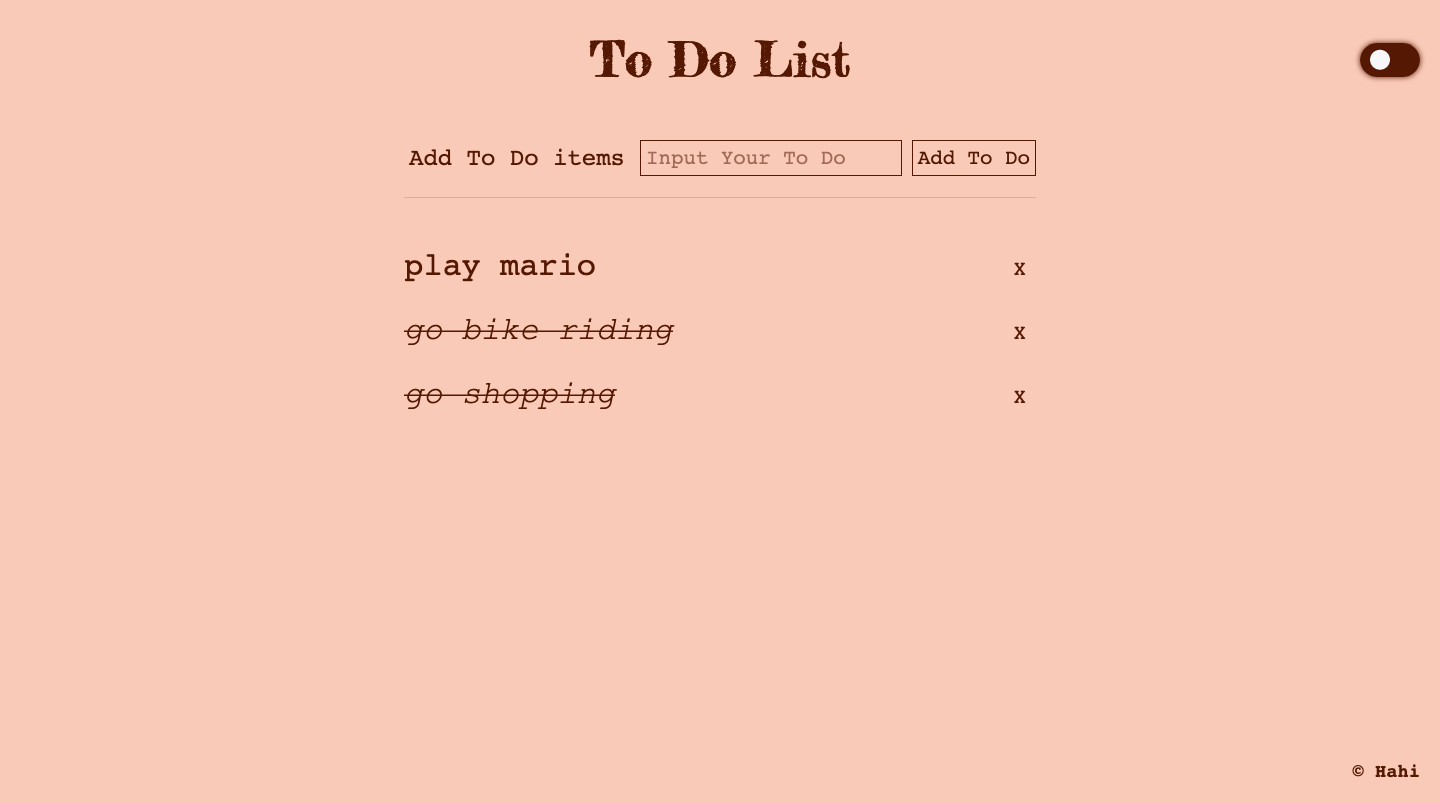 To Do List
Add To Do items Input Your To Do Add To Do
play mario x
go bike riding x
go shopping x
© Hahi